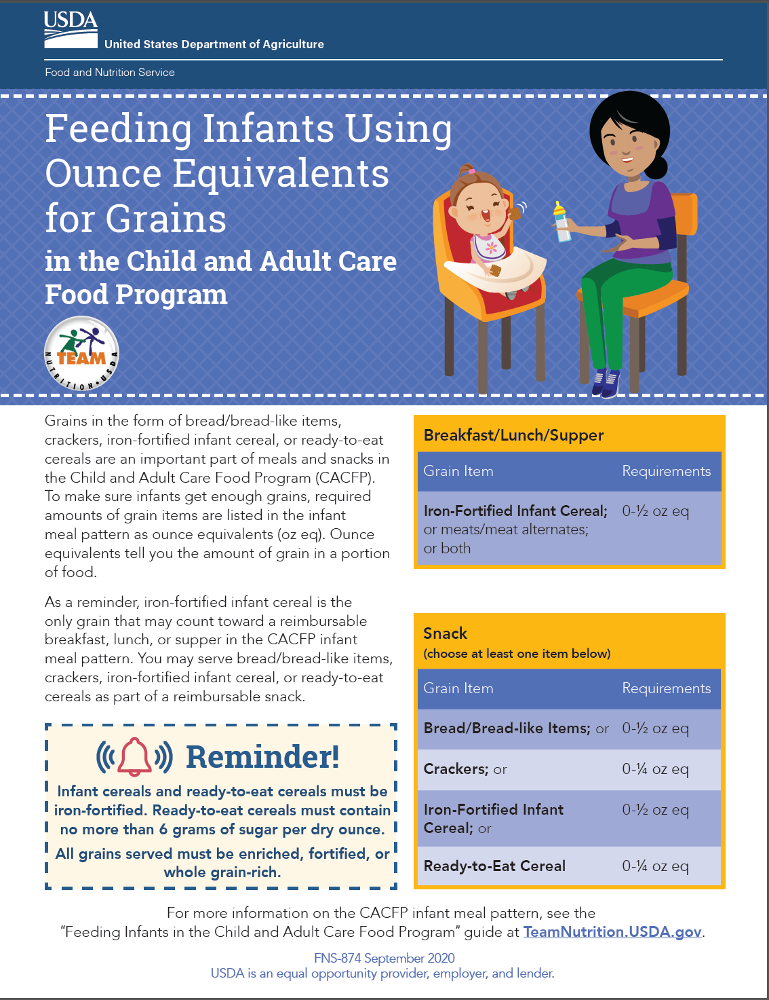 USDA
United States Department of Agriculture
Food and Nutrition Service
Feeding Infants Using
Ounce Equivalents
for Grains
in the Child and Adult Care
Food Program
TEAM
NUTRITION • USDA
Grains in the form of bread/bread-like items,
crackers, iron-fortified infant cereal, or ready-to-eat
cereals are an important part of meals and snacks in
the Child and Adult Care Food Program (CACFP).
To make sure infants get enough grains, required
amounts of grain items are listed in the infant
meal pattern as ounce equivalents (oz eq). Ounce
equivalents tell you the amount of grain in a portion
of food.
As a reminder, iron-fortified infant cereal is the
only grain that may count toward a reimbursable
breakfast, lunch, or supper in the CACFP infant
meal pattern. You may serve bread/bread-like items,
crackers, iron-fortified infant cereal, or ready-to-eat
cereals as part of a reimbursable snack.
Reminder!
Infant cereals and ready-to-eat cereals must be
iron-fortified. Ready-to-eat cereals must contain
no more than 6 grams of sugar per dry ounce.
All grains served must be enriched, fortified, or
whole grain-rich.
Breakfast/Lunch/Supper
Grain Item Requirements
Iron-Fortified Infant Cereal; 0-½ oz eq
or meats/meat alternates;
or both
Snack
(choose at least one item below)
Grain Item Requirements
Bread/Bread-like Items; or 0-½ oz eq
Crackers; or 0-¼ oz eq
Iron-Fortified Infant 0-½ oz eq
Cereal; or
Ready-to-Eat Cereal 0-¼ oz eq
For more information on the CACFP infant meal pattern, see the
“Feeding Infants in the Child and Adult Care Food Program” guide at TeamNutrition.USDA.gov.
FNS-874 September 2020
USDA is an equal opportunity provider, employer, and lender.